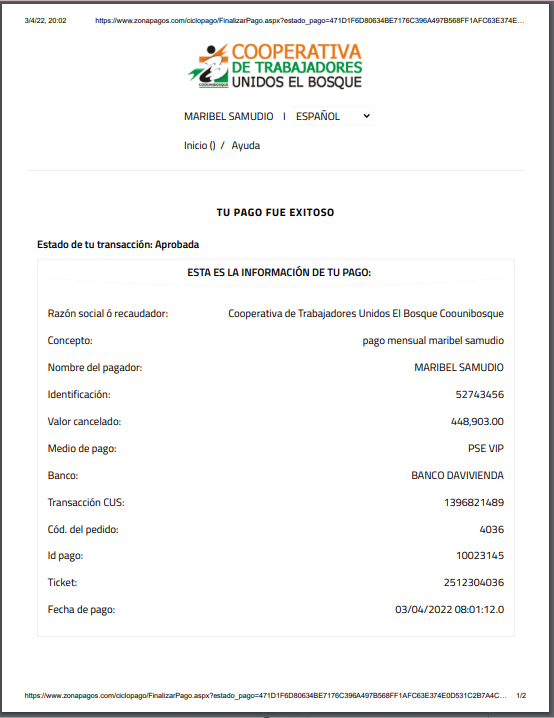 3/4/22, 20:02 https://www.zonapagos.com/ciclopago/FinalizarPago.aspx?estado_pago=471D1F6D80634BE7176C396A497B568FF1AFC63E374E...
COOPERATIVA
DE TRABAJADORES
UNIDOS EL BOSQUE
COOUNIBOSQUE
MARIBEL SAMUDIO | ESPAÑOL
Inicio () / Ayuda
TU PAGO FUE EXITOSO
Estado de tu transacción: Aprobada
ESTA ES LA INFORMACIÓN DE TU PAGO:
Razón social ó recaudador: Cooperativa de Trabajadores Unidos El Bosque Coounibosque
Concepto: pago mensual maribel samudio
Nombre del pagador: MARIBEL SAMUDIO
Identificación: 52743456
Valor cancelado: 448,903.00
Medio de pago: PSE VIP
Banco: BANCO DAVIVIENDA
Transacción CUS: 1396821489
Cód. del pedido: 4036
Id pago: 10023145
Ticket: 2512304036
Fecha de pago: 03/04/2022 08:01:12.0
https://www.zonapagos.com/ciclopago/FinalizarPago.aspx?estado_pago=471D1F6D80634BE7176C396A497B568FF1AFC63E374E0D531C2B7A4C... 1/2